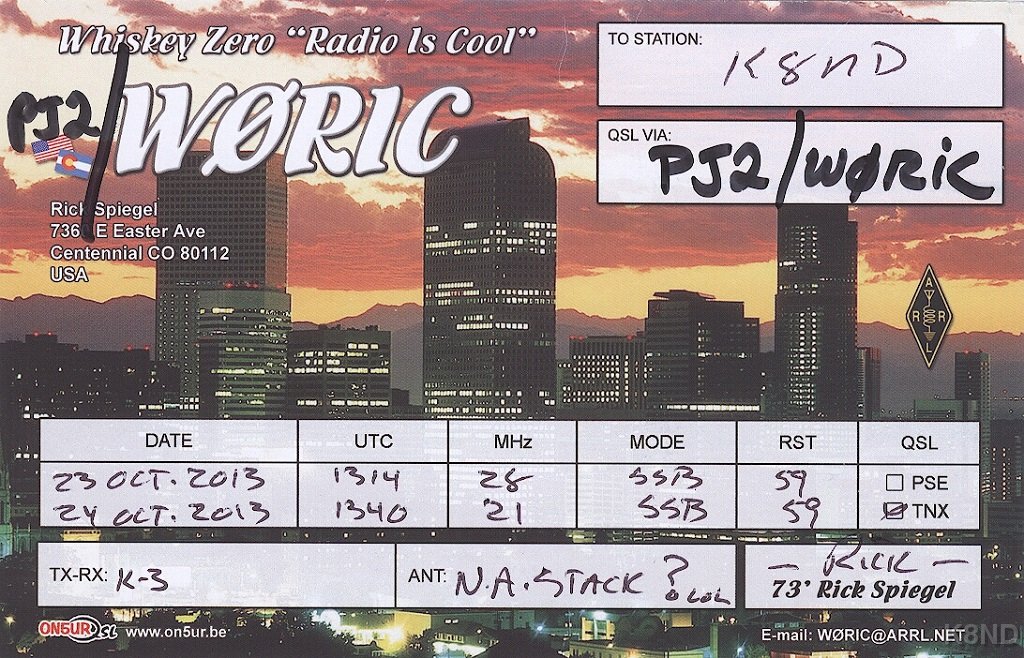 Whiskey Zero "Radio Is Cool"
PJ2/WØRIC
Rick Spiegel
736 E Easter Ave
Centennial CO 80112
USA
TO STATION: K8ND
QSL VIA: PJ2/WØRIC
ARRL
DATE UTC MHz MODE RST QSL
23 OCT. 2013 1314 28 SSB 59 PSE
24 OCT. 2013 1340 21 SSB 59 TNX
TX-RX: K-3
ANT: N.A. STACK ? LOL
— RICK —
73' Rick Spiegel
ON5UR QSL www.on5ur.be
E-mail: WØRIC@ARRL.NET
K8ND